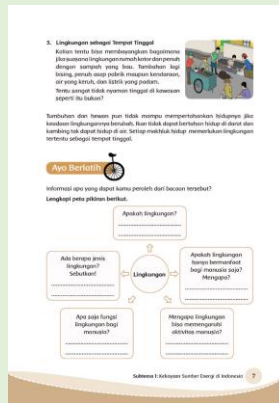 3. Lingkungan sebagai Tempat Tinggal
Kalian tentu bisa membayangkan bagaimana
jika suasana lingkungan rumah kotor dan penuh
dengan sampah yang bau. Tambahan lagi
bising, penuh asap pabrik maupun kendaraan,
air yang keruh, dan listrik yang padam.
Tentu sangat tidak nyaman tinggal di kawasan
seperti itu bukan?
Tumbuhan dan hewan pun tidak mampu mempertahankan hidupnya jika
keadaan lingkungannya berubah. Ikan tidak dapat bertahan hidup di darat dan
kambing tak dapat hidup di air. Setiap makhluk hidup memerlukan lingkungan
tertentu sebagai tempat tinggal.
Ayo Berlatih
Informasi apa yang dapat kamu peroleh dari bacaan tersebut?
Lengkapi peta pikiran berikut.
Apakah lingkungan?
Ada berapa jenis
lingkungan?
Sebutkan!
Lingkungan
Apakah lingkungan
hanya bermanfaat
bagi manusia saja?
Mengapa?
Apa saja fungsi
lingkungan bagi
manusia?
Mengapa lingkungan
bisa memengaruhi
aktivitas manusia?
Subtema 1: Kekayaan Sumber Energi di Indonesia 7